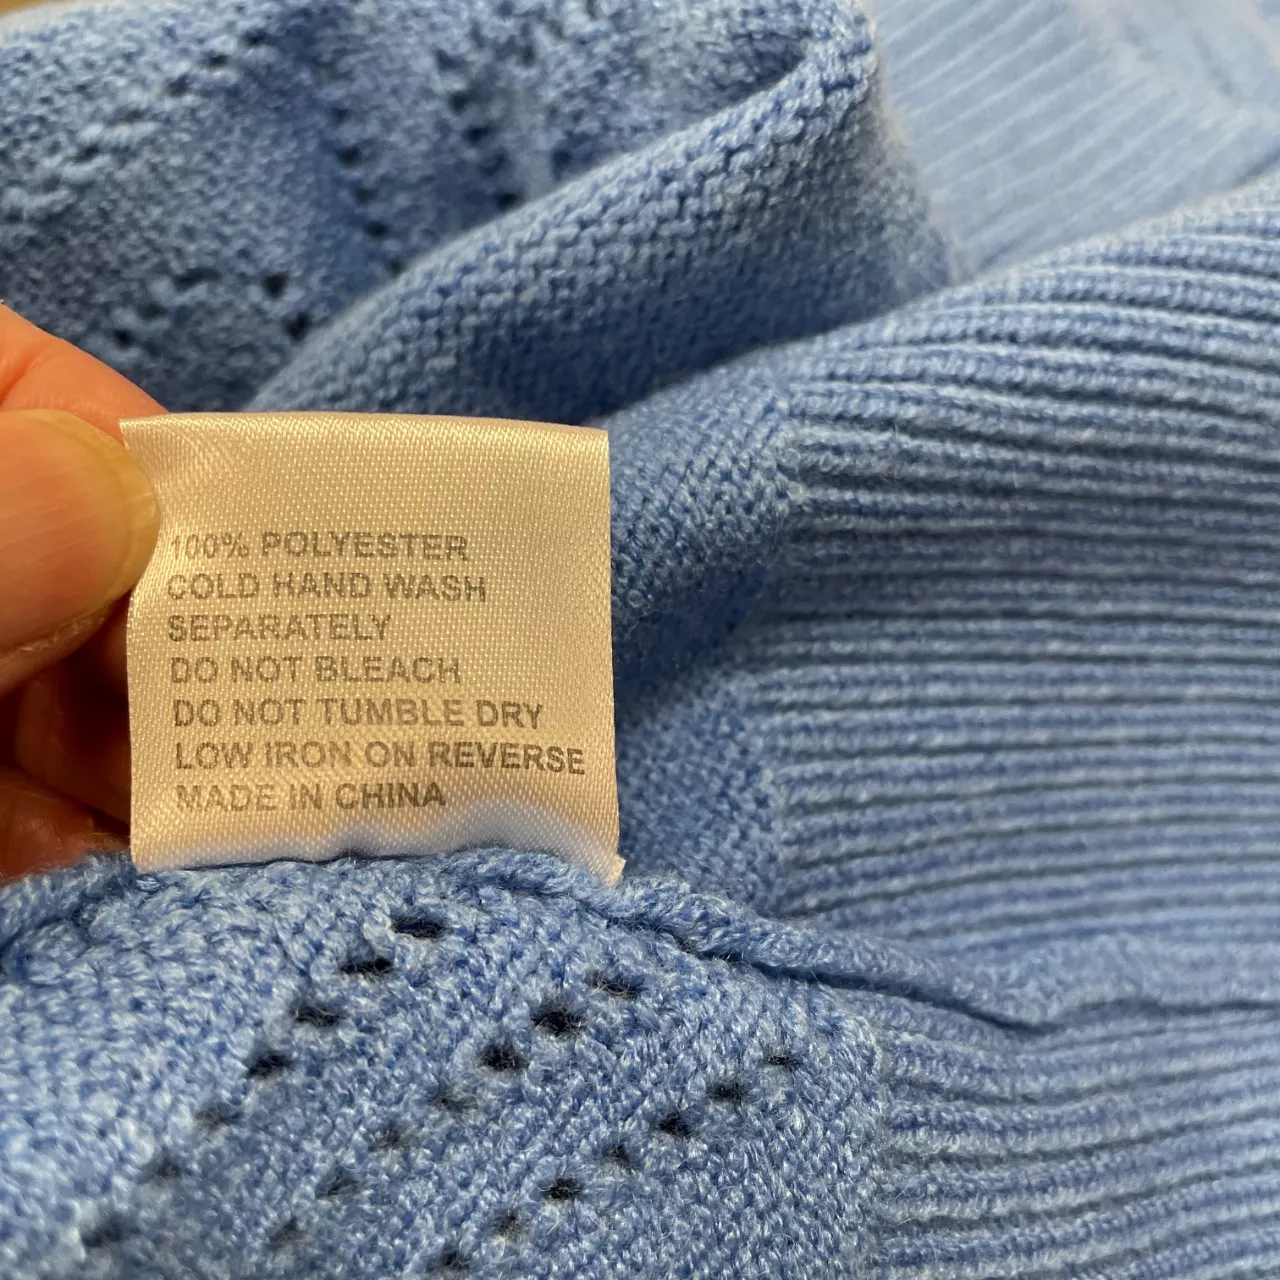 100% POLYESTER
COLD HAND WASH
SEPARATELY
DO NOT BLEACH
DO NOT TUMBLE DRY
LOW IRON ON REVERSE
MADE IN CHINA